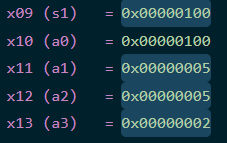 x09 (s1) = 0x00000100
x10 (a0) = 0x00000100
x11 (a1) = 0x00000005
x12 (a2) = 0x00000005
x13 (a3) = 0x00000002